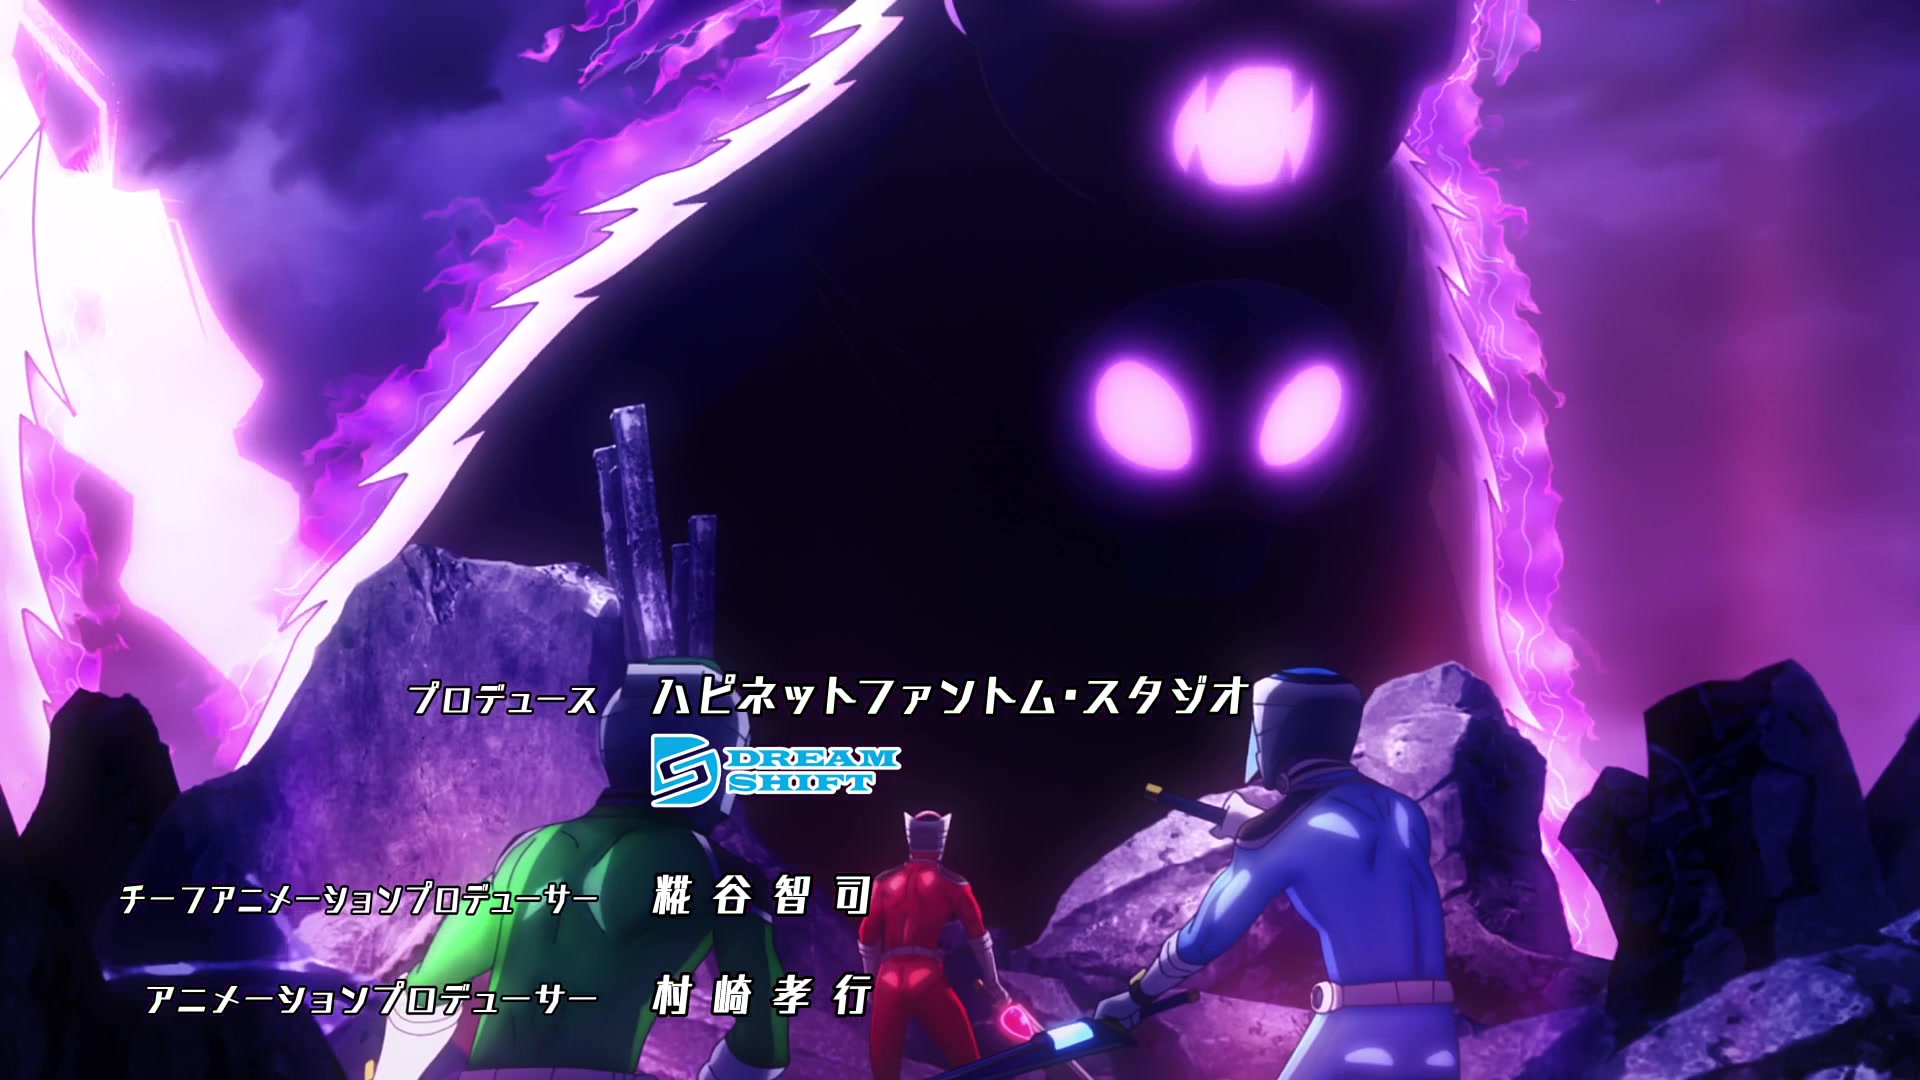 プロデュース ハピネットファントム・スタジオ
DREAM
SHIFT
チーフアニメーションプロデューサー 糀谷智司
アニメーションプロデューサー 村崎孝行